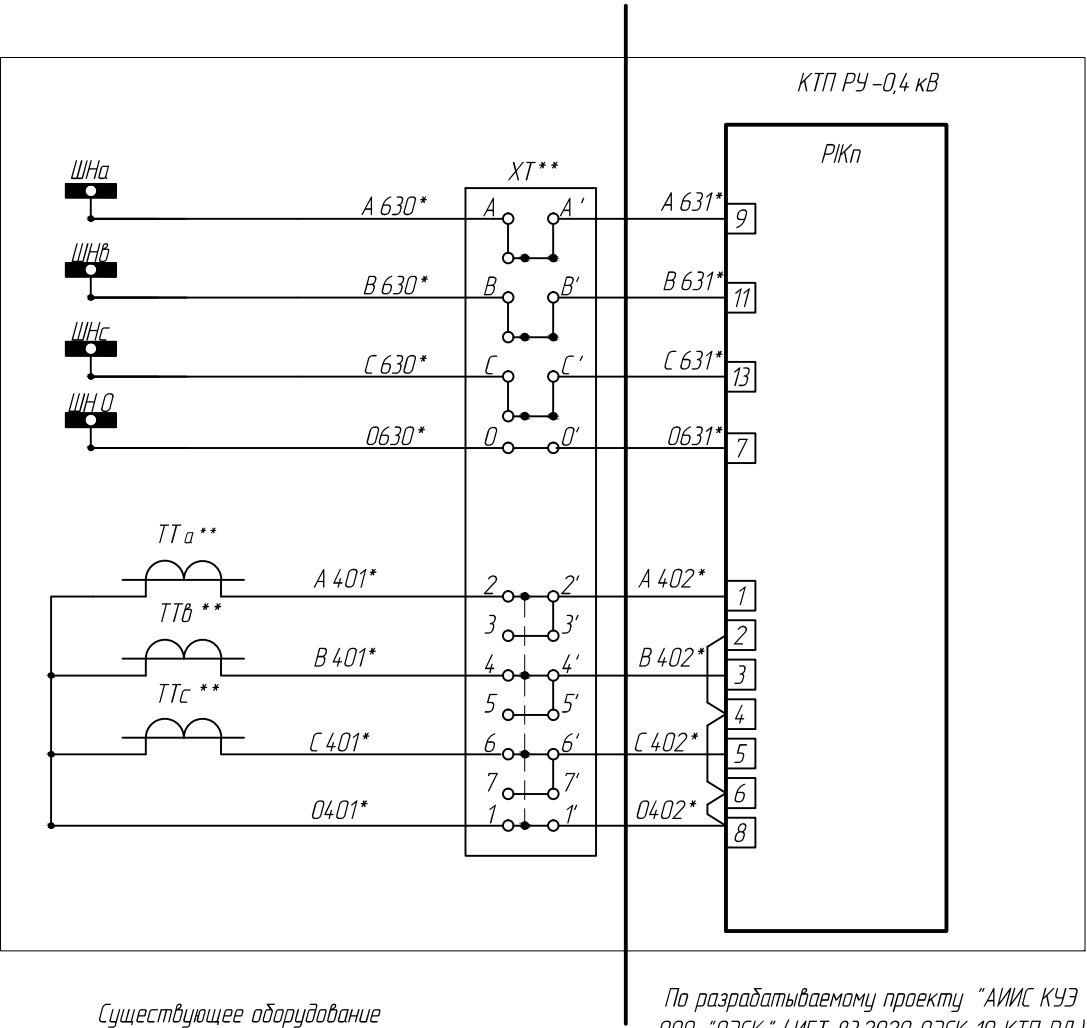 КТП РУ -0,4 кВ
PIKп
ХТ**
ШНа
А 630*
А
А'
А 631*
9
ШНв
В 630*
В
В'
В 631*
11
ШНс
С 630*
С
С'
С 631*
13
ШН 0
0630*
0
0'
0631*
7
ТТа**
А 401*
2
2'
А 402*
1
ТТв **
3
3'
2
В 401*
4
4'
В 402*
3
ТТс **
5
5'
4
С 401*
6
6'
С 402*
5
7
7'
6
0401*
1
1'
0402*
8
Существующее оборудование
По разрабатываемому проекту "АИИС КУЭ